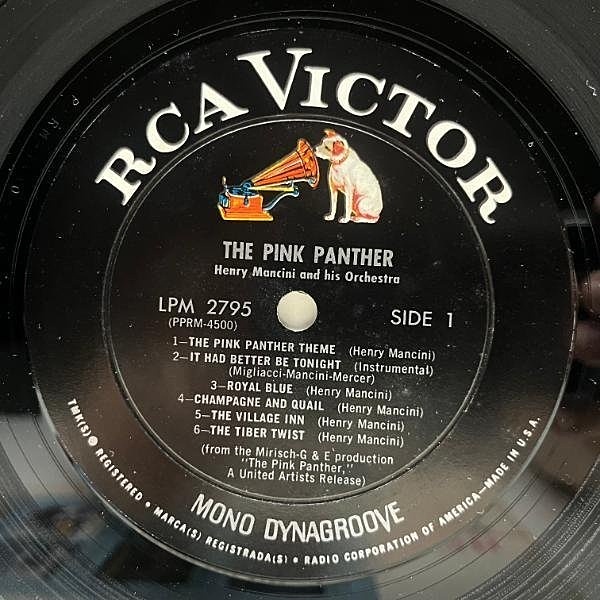 RCA VICTOR
THE PINK PANTHER
Henry Mancini and his Orchestra
LPM 2795 SIDE 1
(PPRM-4500)
1—THE PINK PANTHER THEME (Henry Mancini)
2—IT HAD BETTER BE TONIGHT (Instrumental)
(Migliacci-Mancini-Mercer)
3—ROYAL BLUE (Henry Mancini)
4—CHAMPAGNE AND QUAIL (Henry Mancini)
5—THE VILLAGE INN (Henry Mancini)
6—THE TIBER TWIST (Henry Mancini)
(from the Mirisch-G & E production
"The Pink Panther,"
A United Artists Release)
MONO DYNAGROOVE
TMK(S) ® REGISTERED • MARCA(S) REGISTRADA(S) • RADIO CORPORATION OF AMERICA—MADE IN U.S.A.